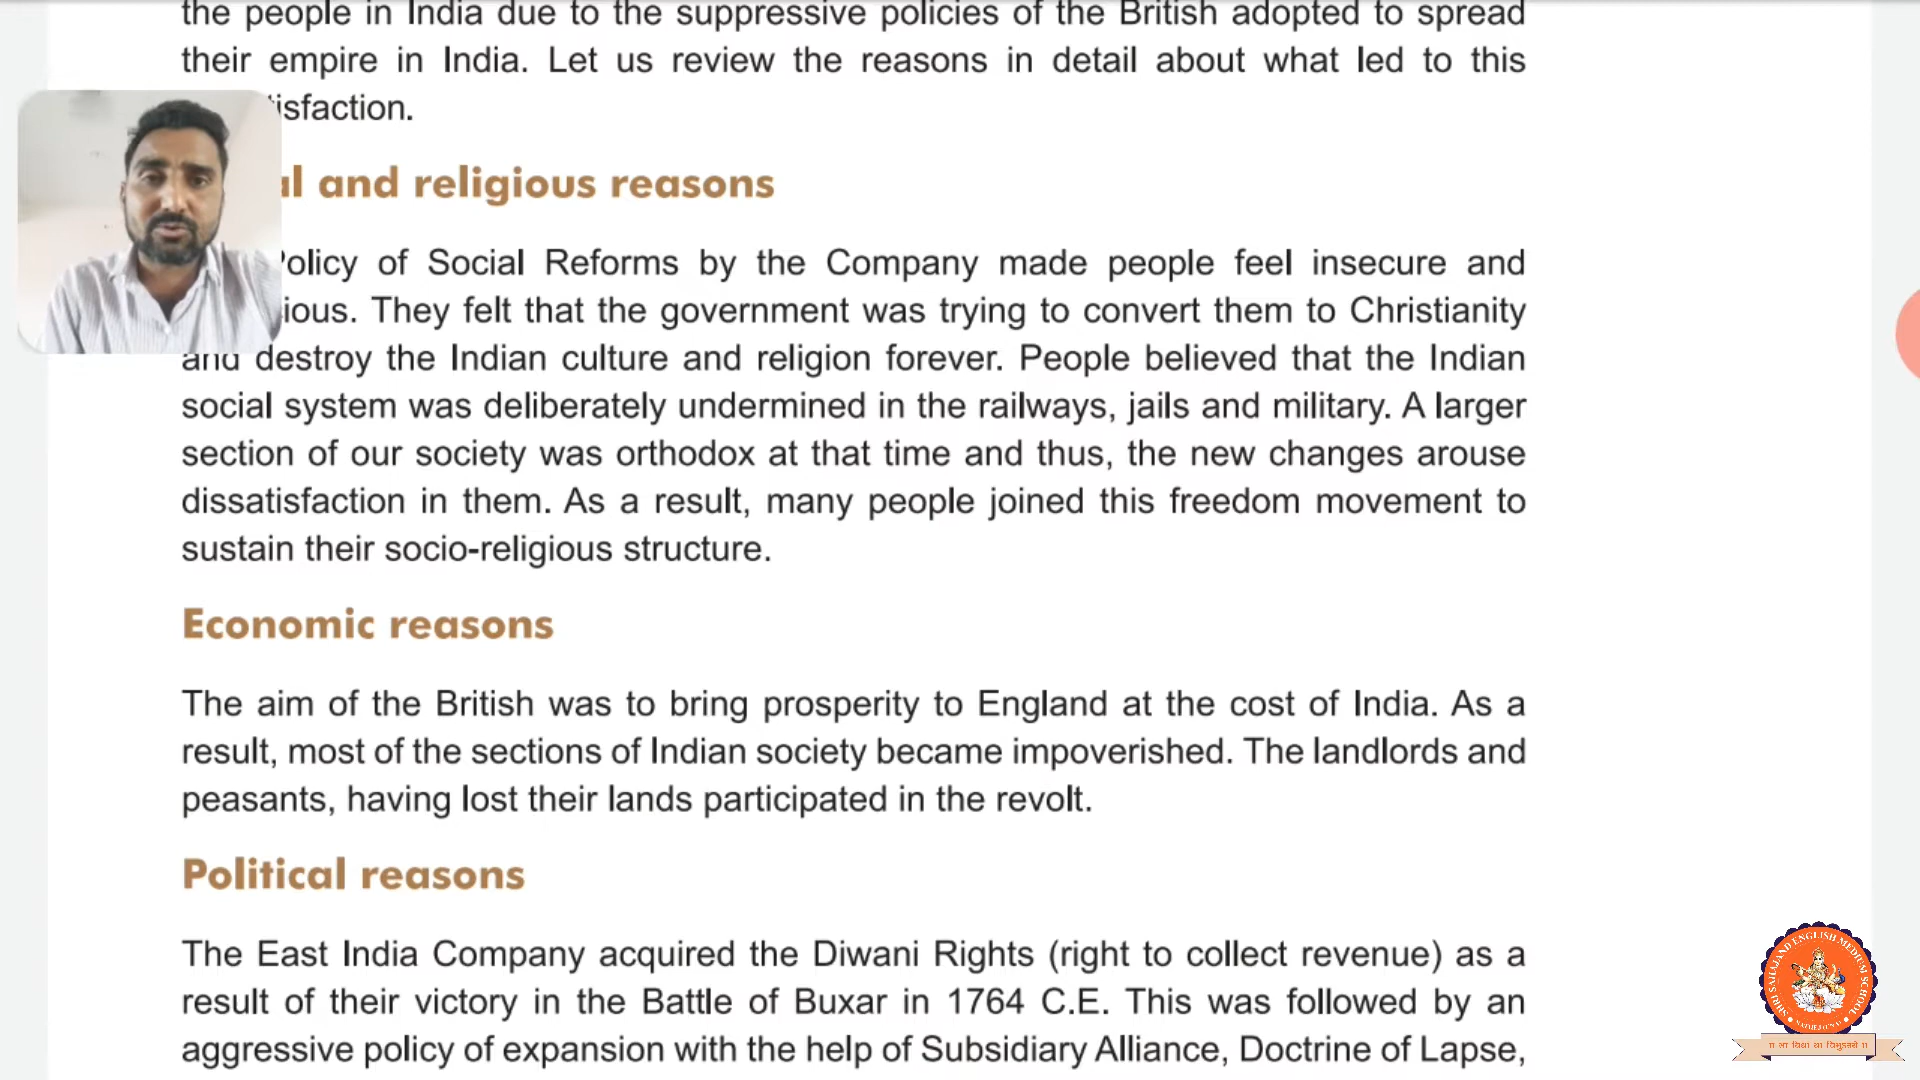 the people in India due to the suppressive policies of the British adopted to spread
their empire in India. Let us review the reasons in detail about what led to this
isfaction.
al and religious reasons
Policy of Social Reforms by the Company made people feel insecure and
ious. They felt that the government was trying to convert them to Christianity
and destroy the Indian culture and religion forever. People believed that the Indian
social system was deliberately undermined in the railways, jails and military. A larger
section of our society was orthodox at that time and thus, the new changes arouse
dissatisfaction in them. As a result, many people joined this freedom movement to
sustain their socio-religious structure.
Economic reasons
The aim of the British was to bring prosperity to England at the cost of India. As a
result, most of the sections of Indian society became impoverished. The landlords and
peasants, having lost their lands participated in the revolt.
Political reasons
The East India Company acquired the Diwani Rights (right to collect revenue) as a
result of their victory in the Battle of Buxar in 1764 C.E. This was followed by an
aggressive policy of expansion with the help of Subsidiary Alliance, Doctrine of Lapse,
SHRI SAHAJANAND ENGLISH MEDIUM SCHOOL
॥ सा विद्या या विमुक्तये ॥